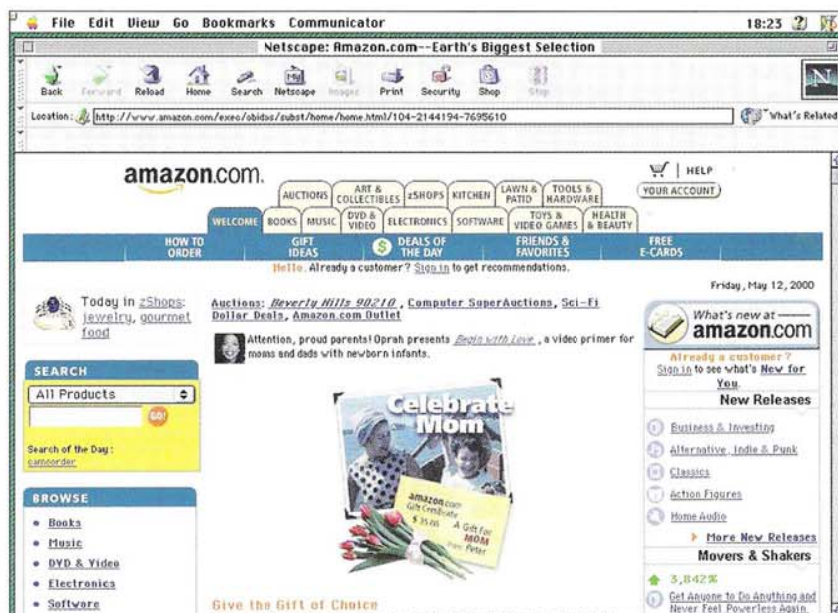 File Edit View Go Bookmarks Communicator 18:23
Netscape: Amazon.com--Earth's Biggest Selection
Back Forward Reload Home Search Netscape Images Print Security Shop Stop
My
N
Location: http://www.amazon.com/exec/obidos/subst/home/home.html/104-2144194-7695610 What's Related
amazon.com.
HELP
YOUR ACCOUNT
AUCTIONS ART & COLLECTIBLES zSHOPS KITCHEN LAWN & PATIO TOOLS & HARDWARE
WELCOME BOOKS MUSIC DVD & VIDEO ELECTRONICS SOFTWARE TOYS & VIDEO GAMES HEALTH & BEAUTY
HOW TO ORDER GIFT IDEAS $ DEALS OF THE DAY FRIENDS & FAVORITES FREE E-CARDS
Hello. Already a customer? Sign in to get recommendations.
Today in zShops:
jewelry, gourmet
food
SEARCH
All Products
GO!
Search of the Day:
camcorder
BROWSE
Books
Music
DVD & Video
Electronics
Software
Auctions: Beverly Hills 90210, Computer SuperAuctions, Sci-Fi
Dollar Deals, Amazon.com Outlet
Attention, proud parents! Oprah presents Begin with Love, a video primer for
moms and dads with newborn infants.
Celebrate
Mom
amazon.com
Gift Certificate
$ 35.00 A Gift for
MOM
from: Peter
Give the Gift of Choice
Friday, May 12, 2000
What's new at
amazon.com
Already a customer?
Sign in to see what's New for
You.
New Releases
Business & Investing
Alternative, Indie & Punk
Classics
Action Figures
Home Audio
More New Releases
Movers & Shakers
3,842%
Get Anyone to Do Anything and
Never Feel Powerless Again.